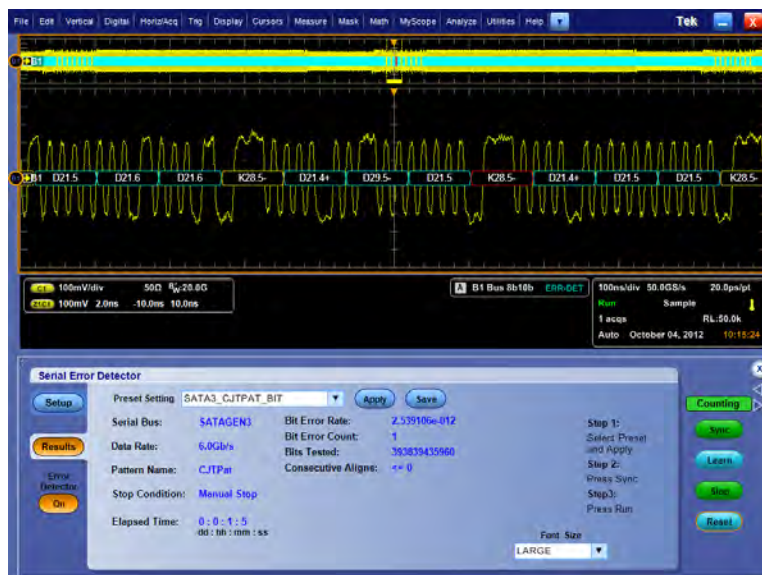 File Edit Vertical Digital Horiz/Acq Trig Display Cursors Measure Mask Math MyScope Analyze Utilities Help Tek X
B1
B1 D21.5 D21.6 D21.6 K28.5- D21.4+ D29.5- D21.5 K28.5- D21.4+ D21.5 D21.5 K28.5-
C1 100mV/div 50Ω BW:20.0G
Z1C1 100mV 2.0ns -10.0ns 10.0ns
A B1 Bus 8b10b ERR-DET
100ns/div 50.0GS/s 20.0ps/pt
Run Sample
1 acqs RL:50.0k
Auto October 04, 2012 10:15:24
Serial Error Detector
Setup
Results
Error Detector
On
Preset Setting SATA3_CJTPAT_BIT Apply Save
Serial Bus: SATAGEN3
Data Rate: 6.0Gb/s
Pattern Name: CJTPat
Stop Condition: Manual Stop
Elapsed Time: 0 : 0 : 1 : 5
dd : hh : mm : ss
Bit Error Rate: 2.539106e-012
Bit Error Count: 1
Bits Tested: 393839435960
Consecutive Aligns: <= 0
Step 1:
Select Preset
and Apply
Step 2:
Press Sync
Step3:
Press Run
Font Size
LARGE
Counting
Sync
Learn
Stop
Reset
X